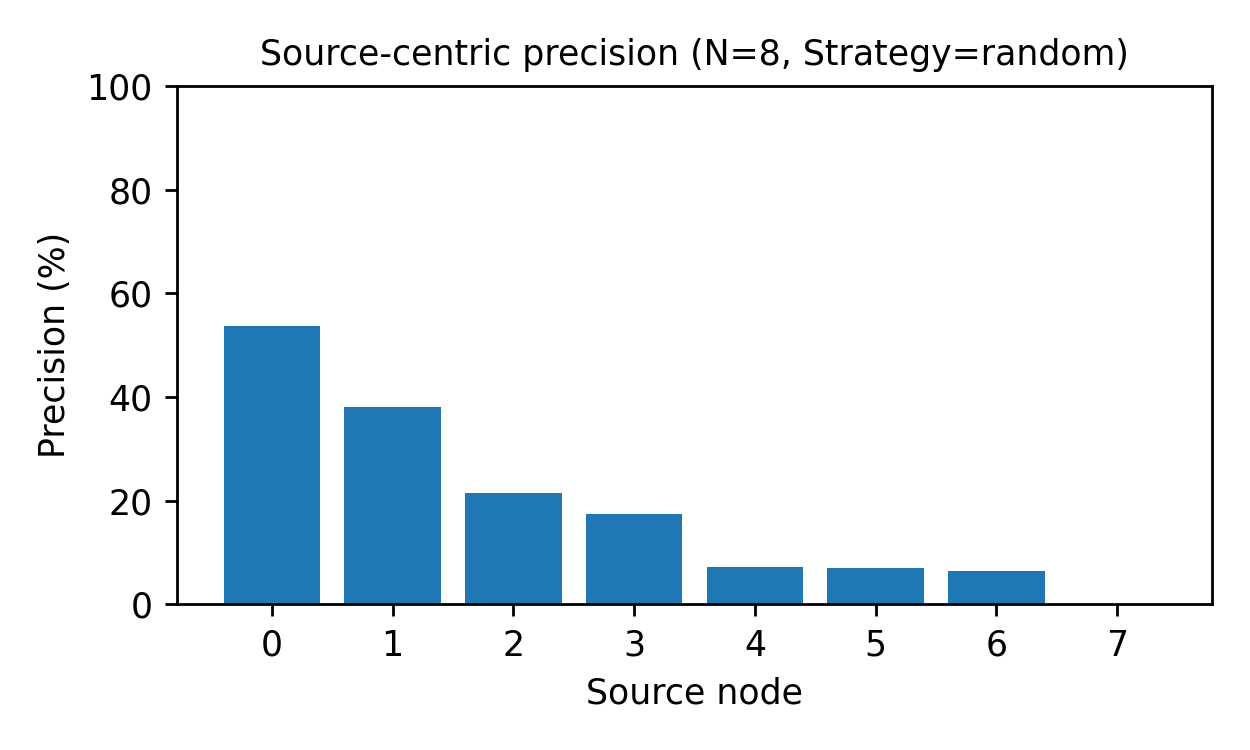 Source-centric precision (N=8, Strategy=random)
100
80
60
40
20
0
Precision (%)
0 1 2 3 4 5 6 7
Source node